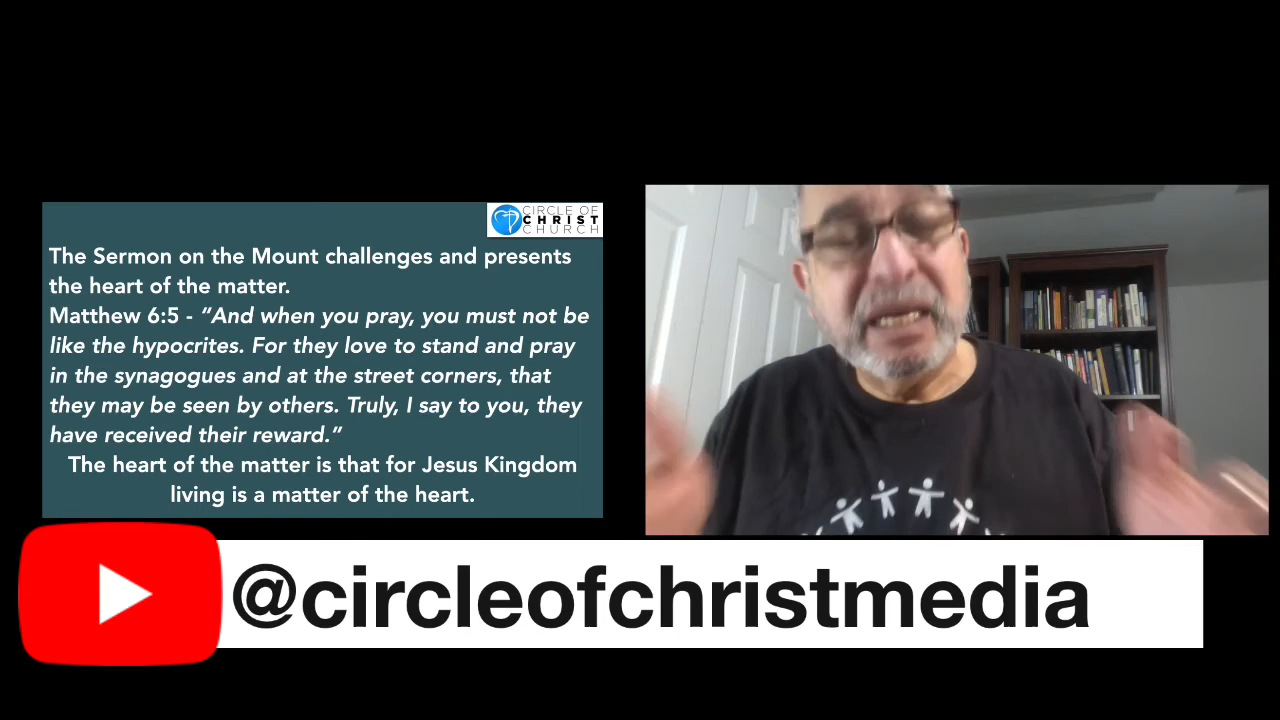 CIRCLE OF
CHRIST
CHURCH
The Sermon on the Mount challenges and presents
the heart of the matter.
Matthew 6:5 - “And when you pray, you must not be
like the hypocrites. For they love to stand and pray
in the synagogues and at the street corners, that
they may be seen by others. Truly, I say to you, they
have received their reward.”
The heart of the matter is that for Jesus Kingdom
living is a matter of the heart.
@circleofchristmedia